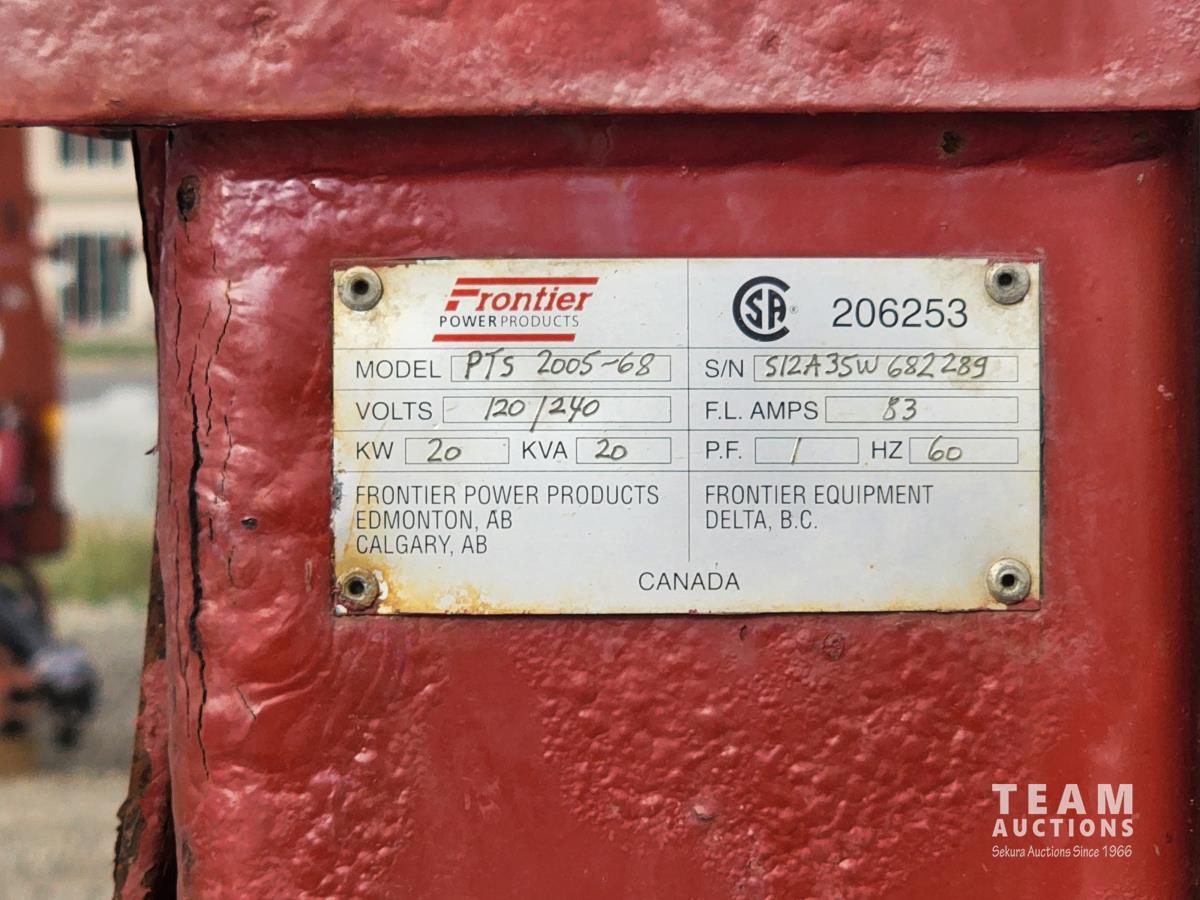 Frontier
POWER PRODUCTS
CSA ® 206253
MODEL PTS 2005-68 S/N S12A35W682289
VOLTS 120/240 F.L. AMPS 83
KW 20 KVA 20 P.F. 1 HZ 60
FRONTIER POWER PRODUCTS
EDMONTON, AB
CALGARY, AB
FRONTIER EQUIPMENT
DELTA, B.C.
CANADA
TEAM
AUCTIONS
Sekura Auctions Since 1966